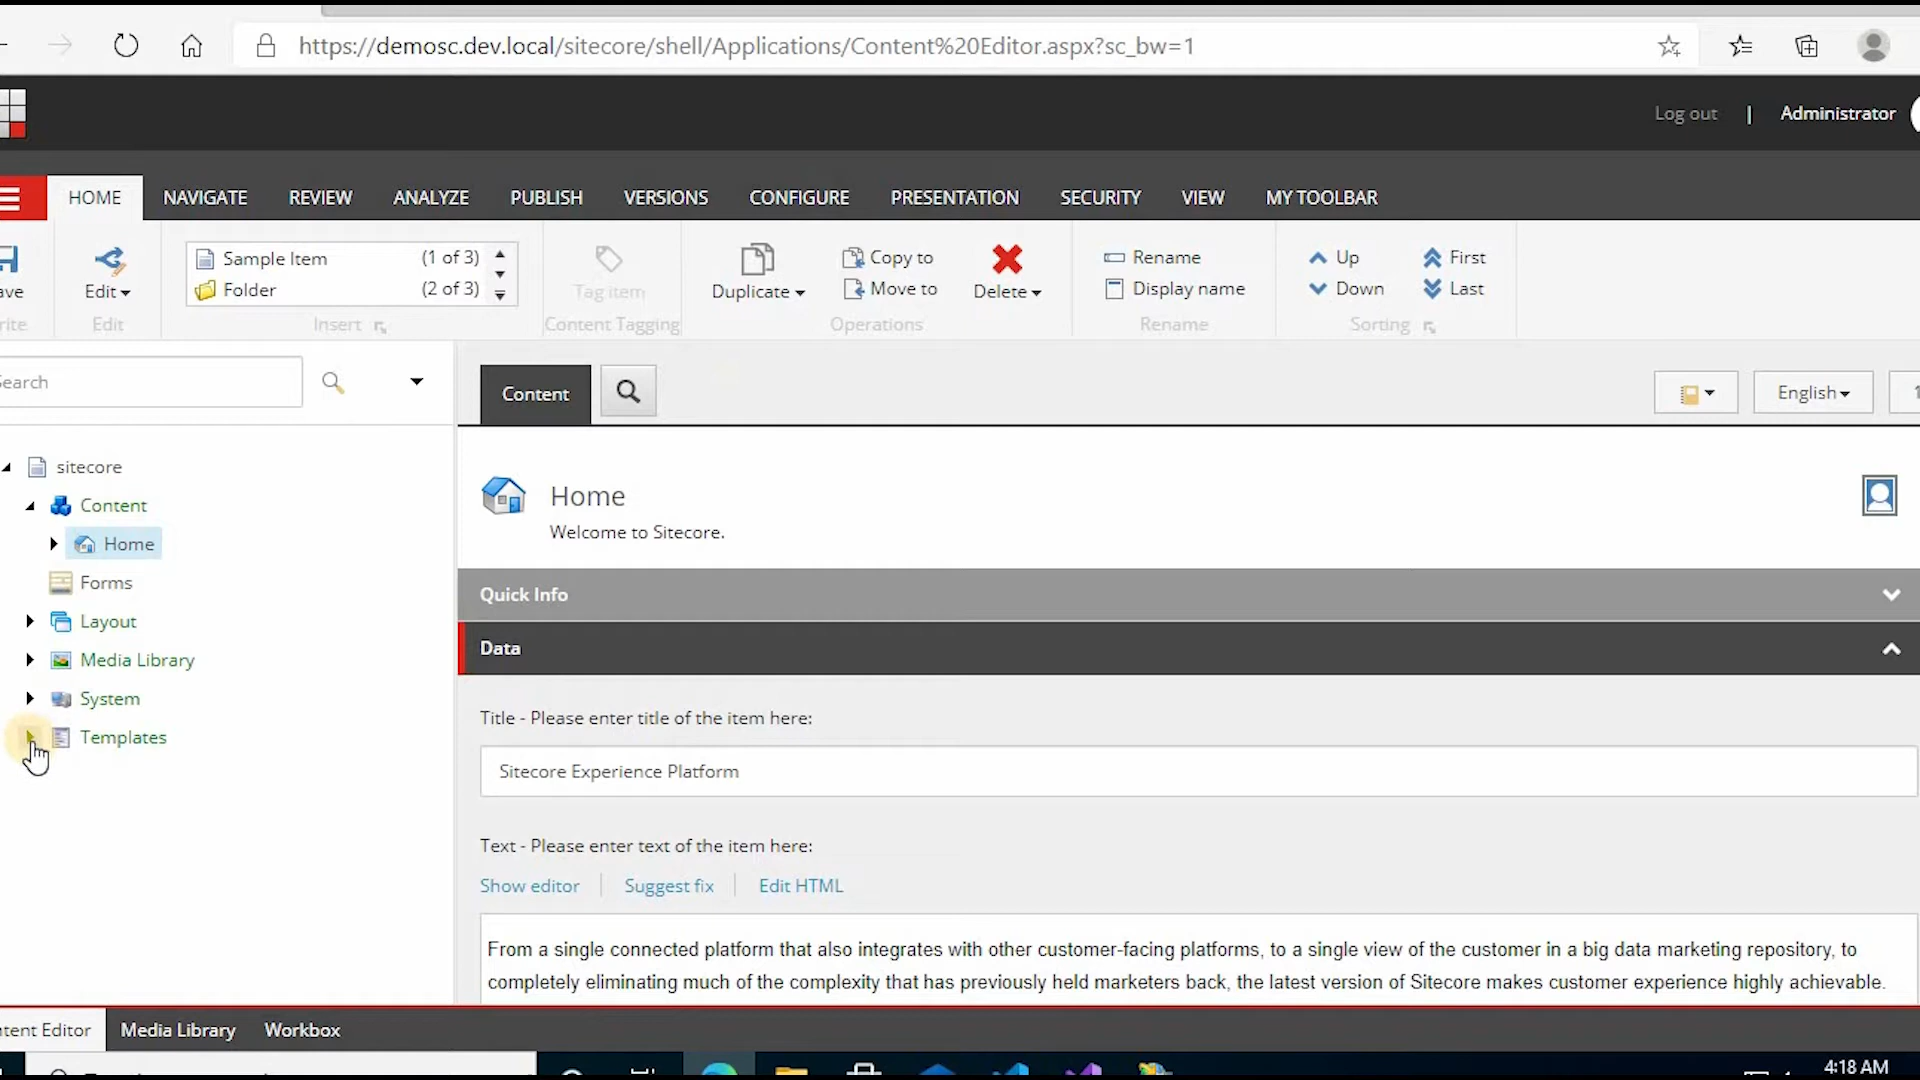 https://demosc.dev.local/sitecore/shell/Applications/Content%20Editor.aspx?sc_bw=1
Log out | Administrator
HOME NAVIGATE REVIEW ANALYZE PUBLISH VERSIONS CONFIGURE PRESENTATION SECURITY VIEW MY TOOLBAR
Sample Item (1 of 3)
Folder (2 of 3)
ave
Edit
Tag item
Duplicate
Copy to
Move to
Delete
Rename
Display name
Up
Down
First
Last
rite Edit Insert Content Tagging Operations Rename Sorting
Search
Content
English
1
sitecore
Content
Home
Forms
Layout
Media Library
System
Templates
Home
Welcome to Sitecore.
Quick Info
Data
Title - Please enter title of the item here:
Sitecore Experience Platform
Text - Please enter text of the item here:
Show editor Suggest fix Edit HTML
From a single connected platform that also integrates with other customer-facing platforms, to a single view of the customer in a big data marketing repository, to
completely eliminating much of the complexity that has previously held marketers back, the latest version of Sitecore makes customer experience highly achievable.
ntent Editor Media Library Workbox
4:18 AM